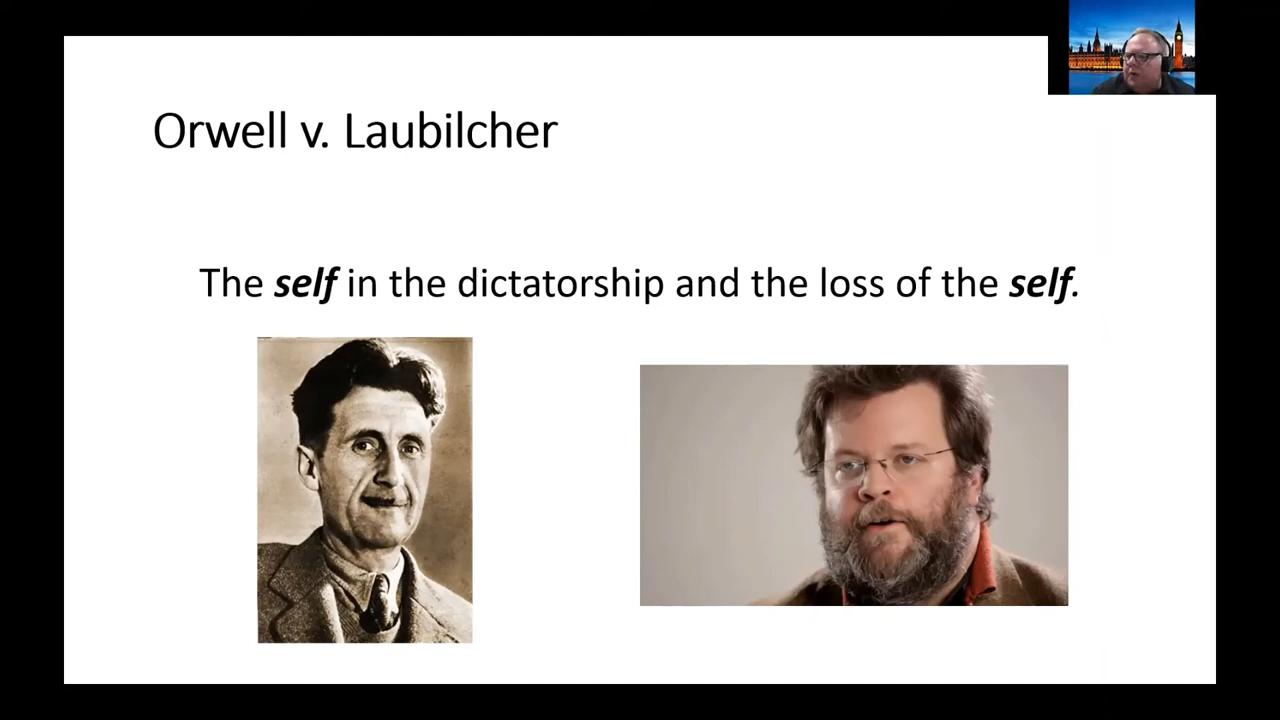 Orwell v. Laubilcher
The self in the dictatorship and the loss of the self.